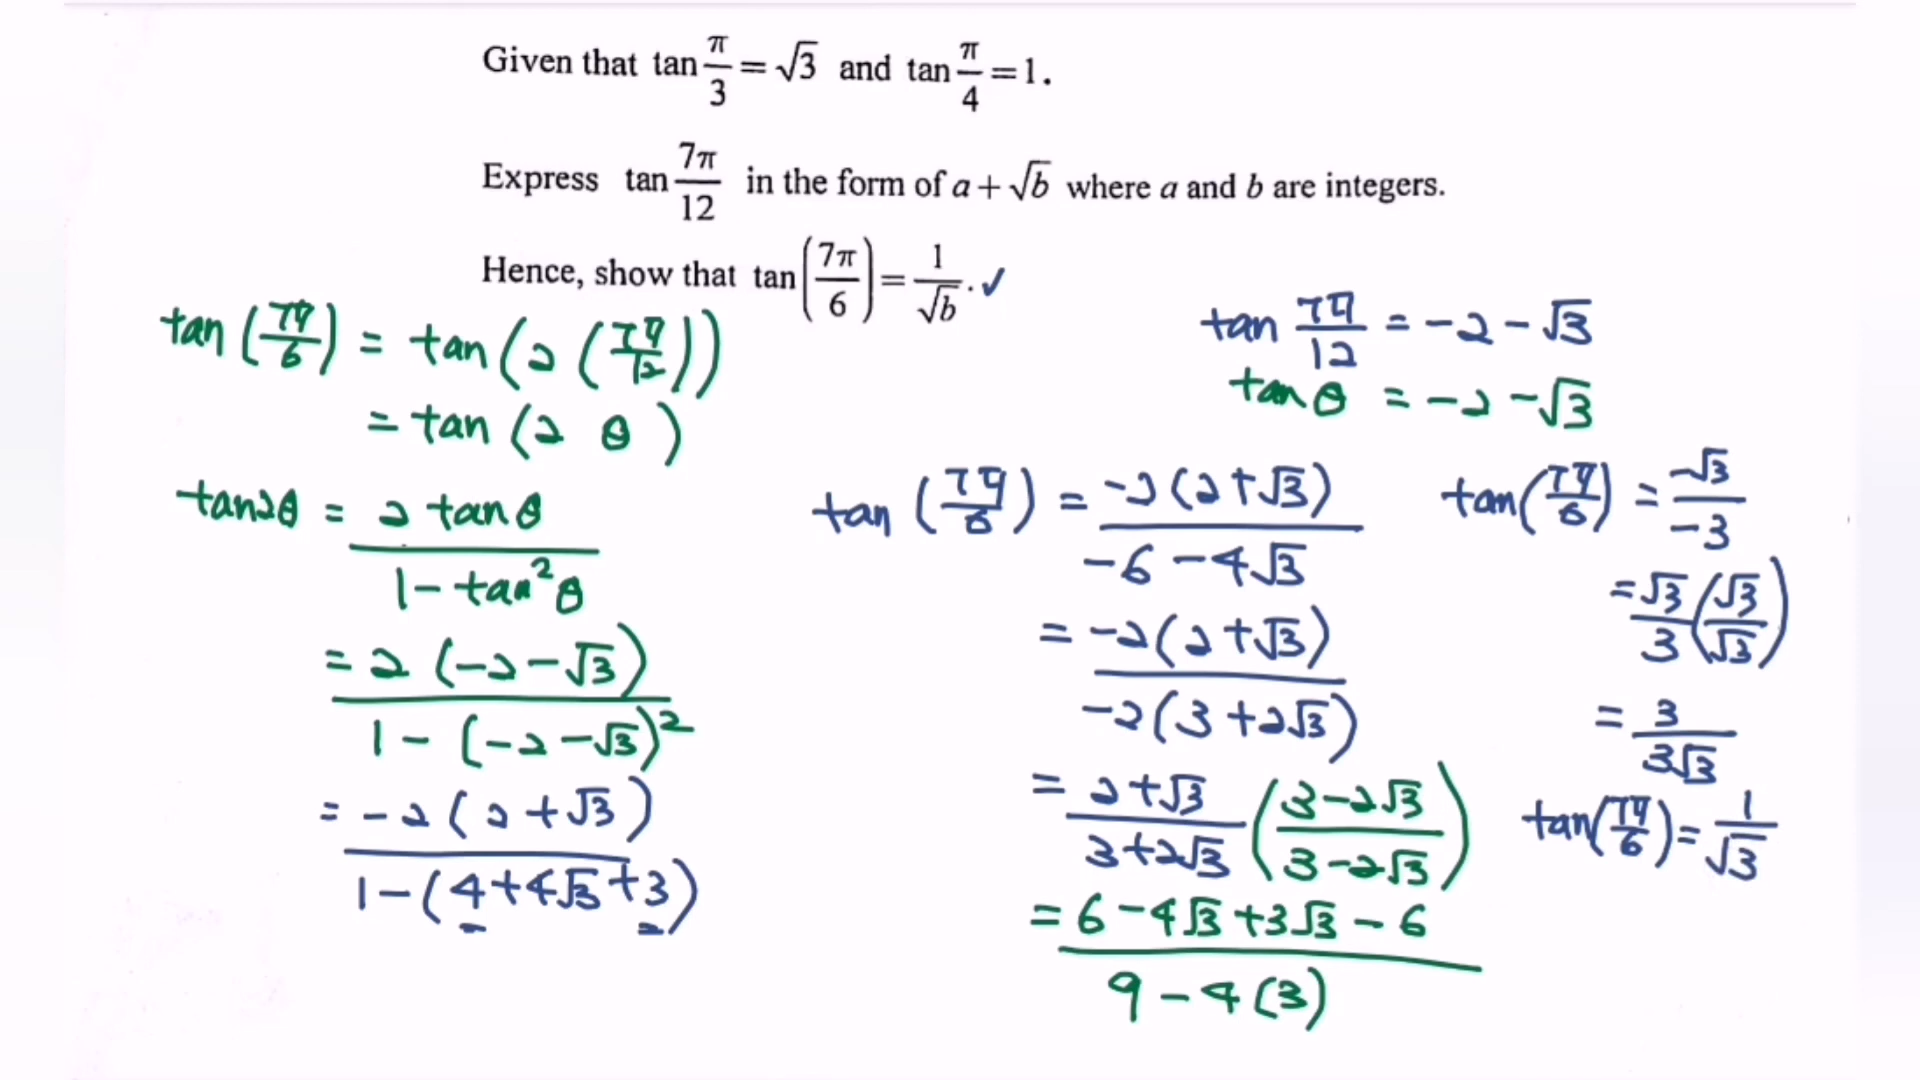 Given that tan π/3 = √3 and tan π/4 = 1.
Express tan 7π/12 in the form of a + √b where a and b are integers.
Hence, show that tan(7π/6) = 1/√b. ✓
tan(7π/6) = tan(2(7π/12))
= tan(2 θ)
tan2θ = 2 tanθ / 1 - tan²θ
= 2(-2-√3) / 1 - (-2-√3)²
= -2(2+√3) / 1-(4+4√3+3)
tan 7π/12 = -2-√3
tan θ = -2-√3
tan(7π/6) = -2(2+√3) / -6-4√3
= -2(2+√3) / -2(3+2√3)
= 2+√3 / 3+2√3 (3-2√3 / 3-2√3)
= 6-4√3+3√3-6 / 9-4(3)
tan(7π/6) = -√3 / -3
= √3/3 (√3/√3)
= 3 / 3√3
tan(7π/6) = 1/√3